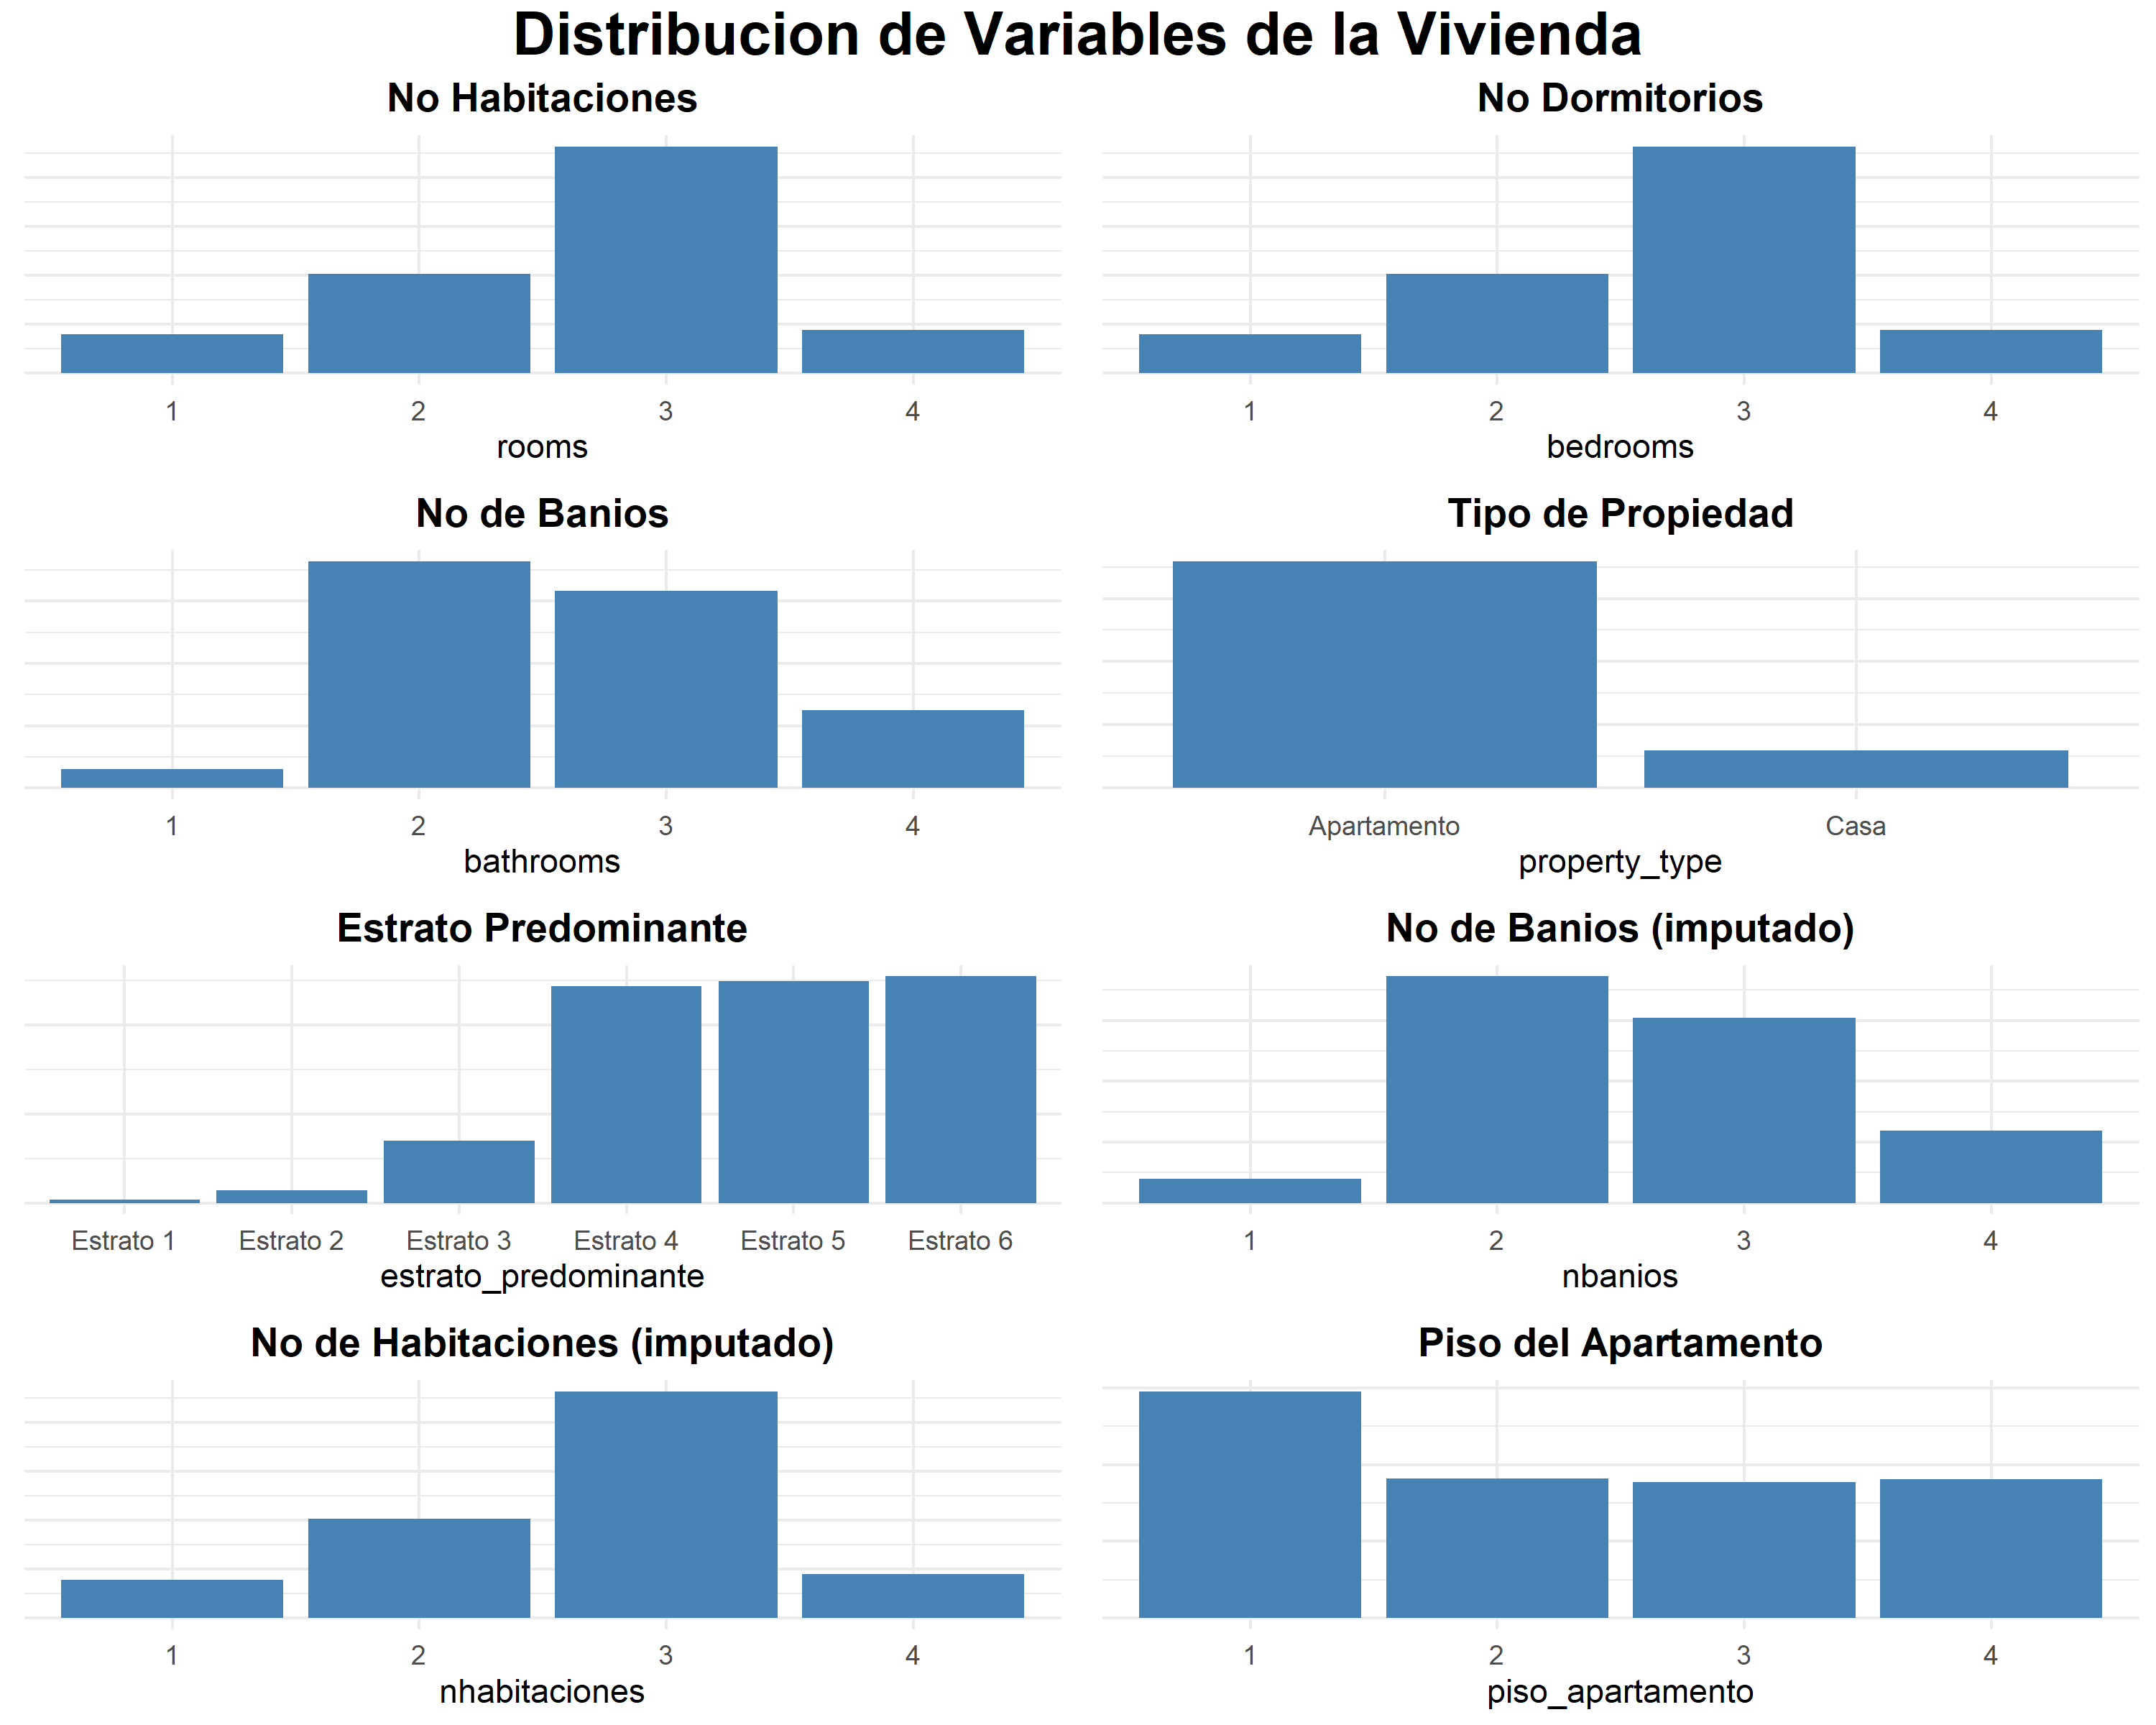 Distribucion de Variables de la Vivienda
No Habitaciones
1 2 3 4
rooms
No Dormitorios
1 2 3 4
bedrooms
No de Banios
1 2 3 4
bathrooms
Tipo de Propiedad
Apartamento Casa
property_type
Estrato Predominante
Estrato 1 Estrato 2 Estrato 3 Estrato 4 Estrato 5 Estrato 6
estrato_predominante
No de Banios (imputado)
1 2 3 4
nbanios
No de Habitaciones (imputado)
1 2 3 4
nhabitaciones
Piso del Apartamento
1 2 3 4
piso_apartamento